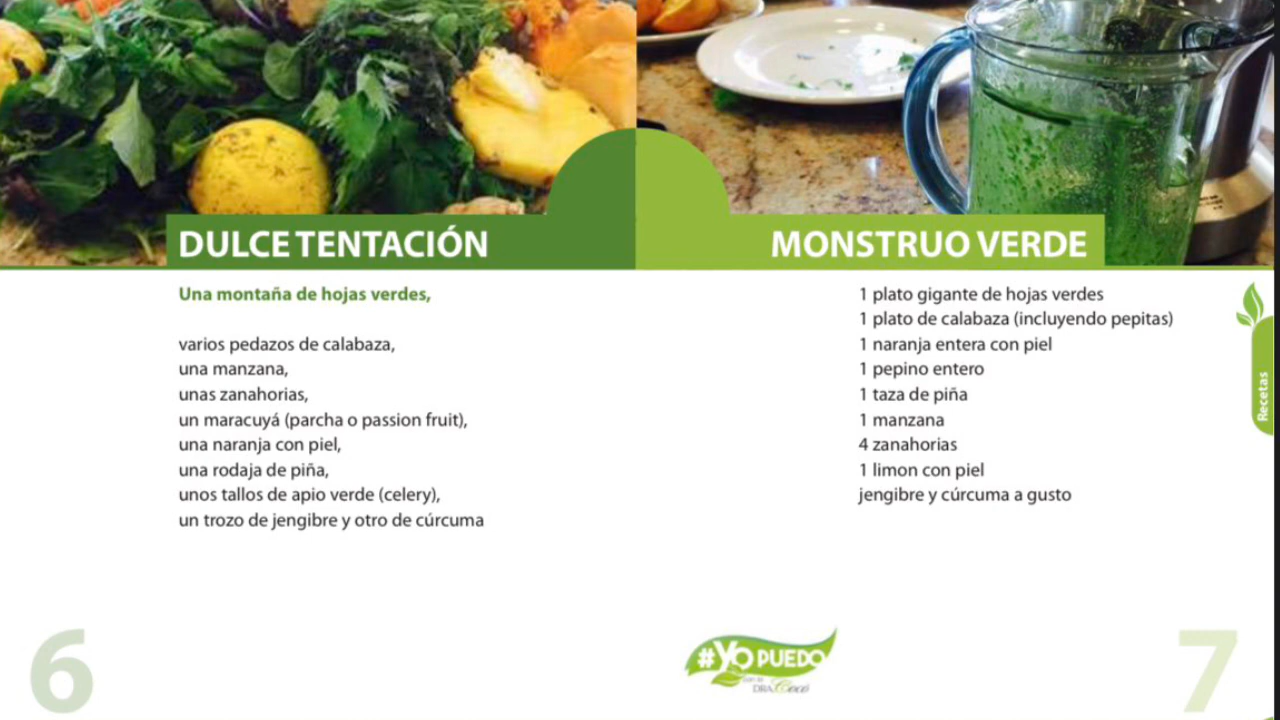 DULCE TENTACIÓN
Una montaña de hojas verdes,
varios pedazos de calabaza,
una manzana,
unas zanahorias,
un maracuyá (parcha o passion fruit),
una naranja con piel,
una rodaja de piña,
unos tallos de apio verde (celery),
un trozo de jengibre y otro de cúrcuma
6
MONSTRUO VERDE
1 plato gigante de hojas verdes
1 plato de calabaza (incluyendo pepitas)
1 naranja entera con piel
1 pepino entero
1 taza de piña
1 manzana
4 zanahorias
1 limon con piel
jengibre y cúrcuma a gusto
Recetas
#YO PUEDO
con la
DRA. Cocó
7